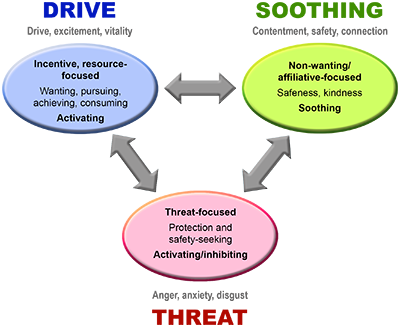 DRIVE
Drive, excitement, vitality
Incentive, resource-
focused
Wanting, pursuing,
achieving, consuming
Activating
SOOTHING
Contentment, safety, connection
Non-wanting/
affiliative-focused
Safeness, kindness
Soothing
Threat-focused
Protection and
safety-seeking
Activating/inhibiting
Anger, anxiety, disgust
THREAT